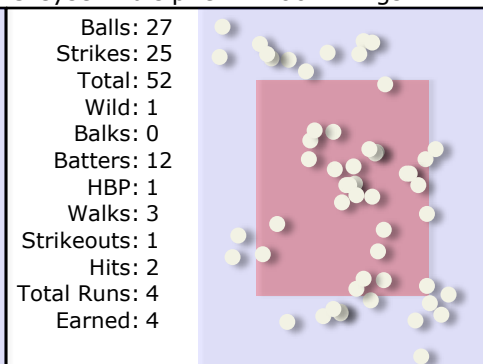 Balls: 27
Strikes: 25
Total: 52
Wild: 1
Balks: 0
Batters: 12
HBP: 1
Walks: 3
Strikeouts: 1
Hits: 2
Total Runs: 4
Earned: 4